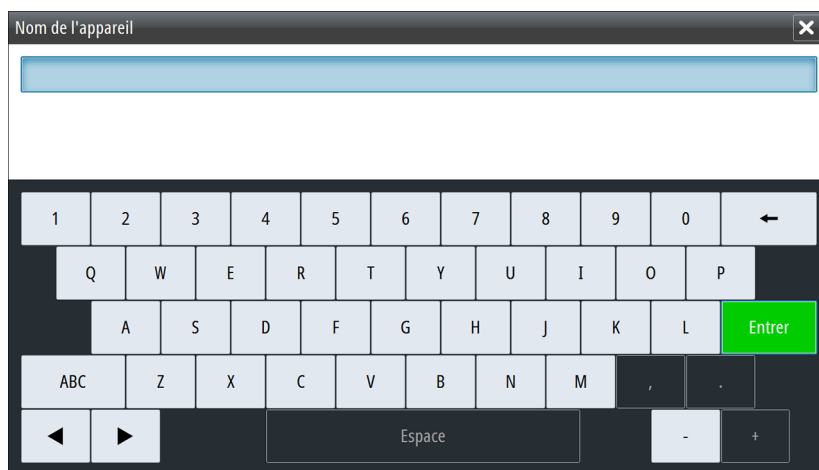 Nom de l'appareil
1 2 3 4 5 6 7 8 9 0
Q W E R T Y U I O P
A S D F G H J K L Entrer
ABC Z X C V B N M , .
Espace - +